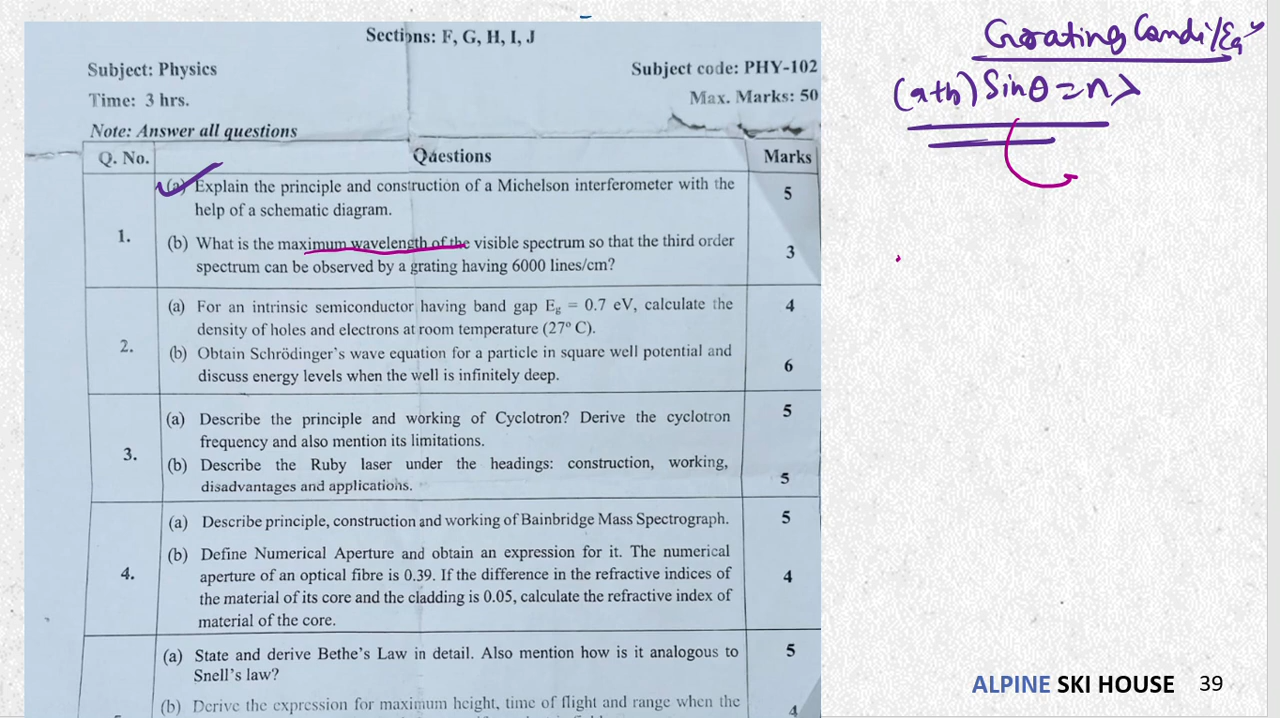 Sections: F, G, H, I, J
Subject: Physics
Subject code: PHY-102
Time: 3 hrs.
Max. Marks: 50
Note: Answer all questions
Q. No.
Questions
Marks
1.
(a) Explain the principle and construction of a Michelson interferometer with the
help of a schematic diagram.
5
(b) What is the maximum wavelength of the visible spectrum so that the third order
spectrum can be observed by a grating having 6000 lines/cm?
3
2.
(a) For an intrinsic semiconductor having band gap Eg = 0.7 eV, calculate the
density of holes and electrons at room temperature (27° C).
4
(b) Obtain Schrödinger's wave equation for a particle in square well potential and
discuss energy levels when the well is infinitely deep.
6
3.
(a) Describe the principle and working of Cyclotron? Derive the cyclotron
frequency and also mention its limitations.
5
(b) Describe the Ruby laser under the headings: construction, working,
disadvantages and applications.
5
4.
(a) Describe principle, construction and working of Bainbridge Mass Spectrograph.
5
(b) Define Numerical Aperture and obtain an expression for it. The numerical
aperture of an optical fibre is 0.39. If the difference in the refractive indices of
the material of its core and the cladding is 0.05, calculate the refractive index of
material of the core.
4
(a) State and derive Bethe's Law in detail. Also mention how is it analogous to
Snell's law?
5
(b) Derive the expression for maximum height, time of flight and range when the
4
Grating Condi/Eqⁿ
(a+b) Sinθ = nλ
ALPINE SKI HOUSE 39